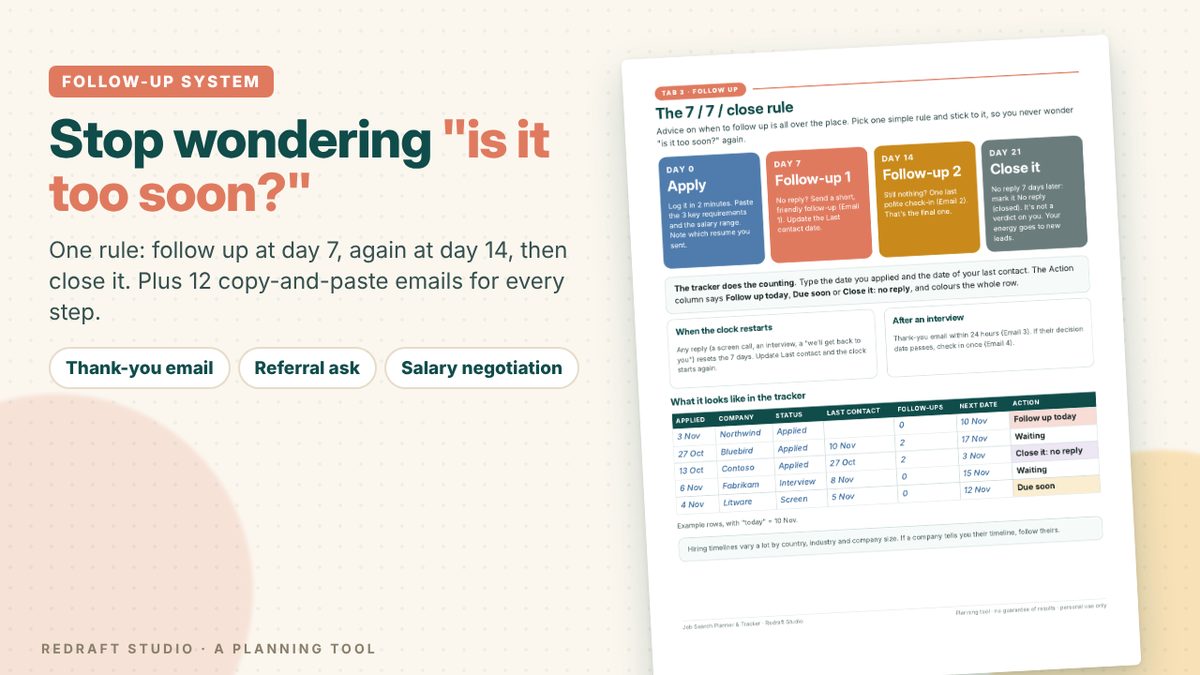 FOLLOW-UP SYSTEM
Stop wondering "is it
too soon?"
One rule: follow up at day 7, again at day 14, then
close it. Plus 12 copy-and-paste emails for every
step.
Thank-you email
Referral ask
Salary negotiation
REDRAFT STUDIO · A PLANNING TOOL
TAB 3 · FOLLOW UP
The 7 / 7 / close rule
Advice on when to follow up is all over the place. Pick one simple rule and stick to it, so you never wonder
"is it too soon?" again.
DAY 0
Apply
Log it in 2 minutes. Paste
the 3 key requirements
and the salary range.
Note which resume you
sent.
DAY 7
Follow-up 1
No reply? Send a short,
friendly follow-up (Email
1). Update the Last
contact date.
DAY 14
Follow-up 2
Still nothing? One last
polite check-in (Email 2).
That's the final one.
DAY 21
Close it
No reply 7 days later:
mark it No reply
(closed). It's not a
verdict on you. Your
energy goes to new
leads.
The tracker does the counting. Type the date you applied and the date of your last contact. The Action
column says Follow up today, Due soon or Close it: no reply, and colours the whole row.
When the clock restarts
Any reply (a screen call, an interview, a "we'll get back to
you") resets the 7 days. Update Last contact and the clock
starts again.
After an interview
Thank-you email within 24 hours (Email 3). If their decision
date passes, check in once (Email 4).
What it looks like in the tracker
APPLIED COMPANY STATUS LAST CONTACT FOLLOW-UPS NEXT DATE ACTION
3 Nov Northwind Applied 0 10 Nov Follow up today
27 Oct Bluebird Applied 10 Nov 2 17 Nov Waiting
13 Oct Contoso Applied 27 Oct 2 3 Nov Close it: no reply
6 Nov Fabrikam Interview 8 Nov 0 15 Nov Waiting
4 Nov Litware Screen 5 Nov 0 12 Nov Due soon
Example rows, with "today" = 10 Nov.
Hiring timelines vary a lot by country, industry and company size. If a company tells you their timeline, follow theirs.
Job Search Planner & Tracker · Redraft Studio
Planning tool · no guarantee of results · personal use only